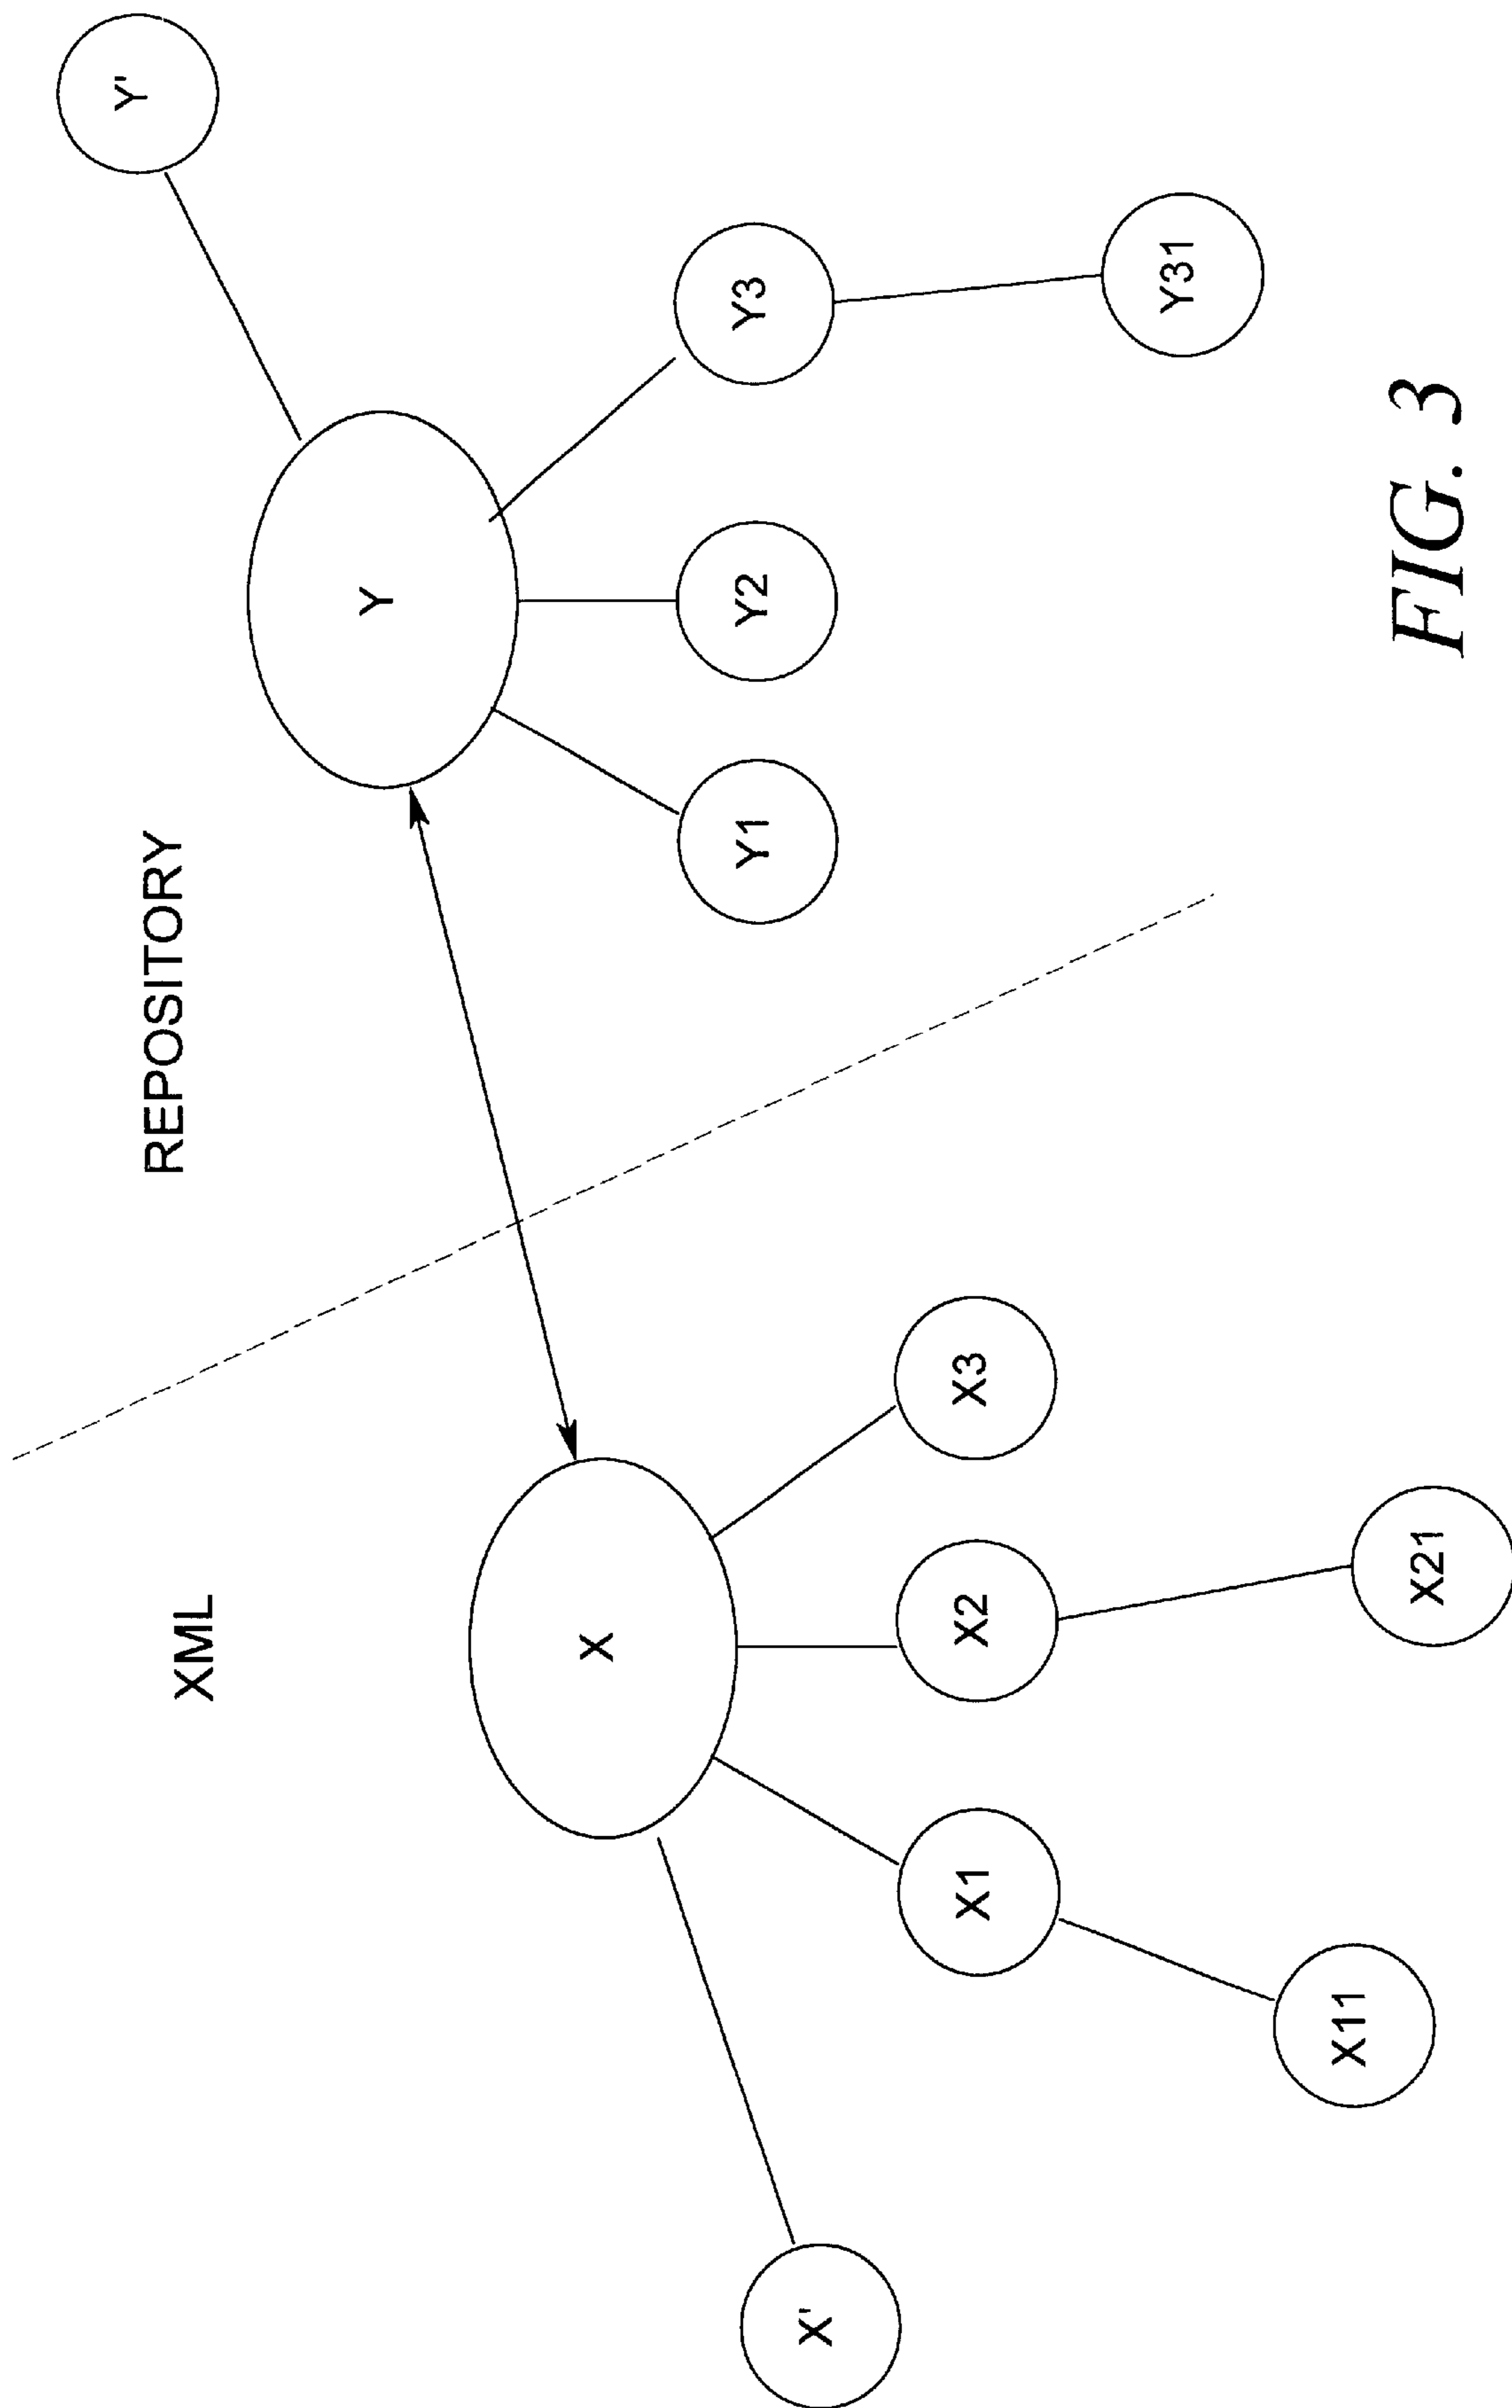 XML
REPOSITORY
Y'
Y
X
Y1
Y2
Y3
X'
X1
X2
X3
Y31
X11
X21
FIG. 3